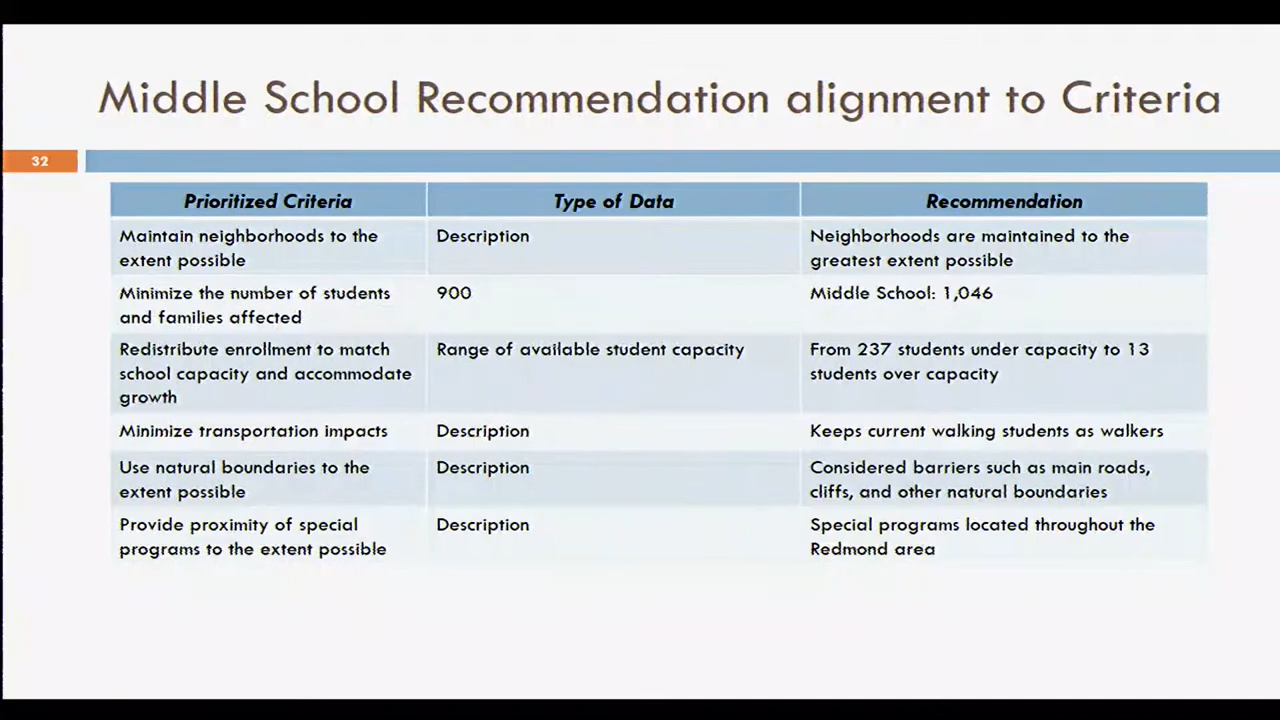 Middle School Recommendation alignment to Criteria
32
Prioritized Criteria
Type of Data
Recommendation
Maintain neighborhoods to the
extent possible
Description
Neighborhoods are maintained to the
greatest extent possible
Minimize the number of students
and families affected
900
Middle School: 1,046
Redistribute enrollment to match
school capacity and accommodate
growth
Range of available student capacity
From 237 students under capacity to 13
students over capacity
Minimize transportation impacts
Description
Keeps current walking students as walkers
Use natural boundaries to the
extent possible
Description
Considered barriers such as main roads,
cliffs, and other natural boundaries
Provide proximity of special
programs to the extent possible
Description
Special programs located throughout the
Redmond area